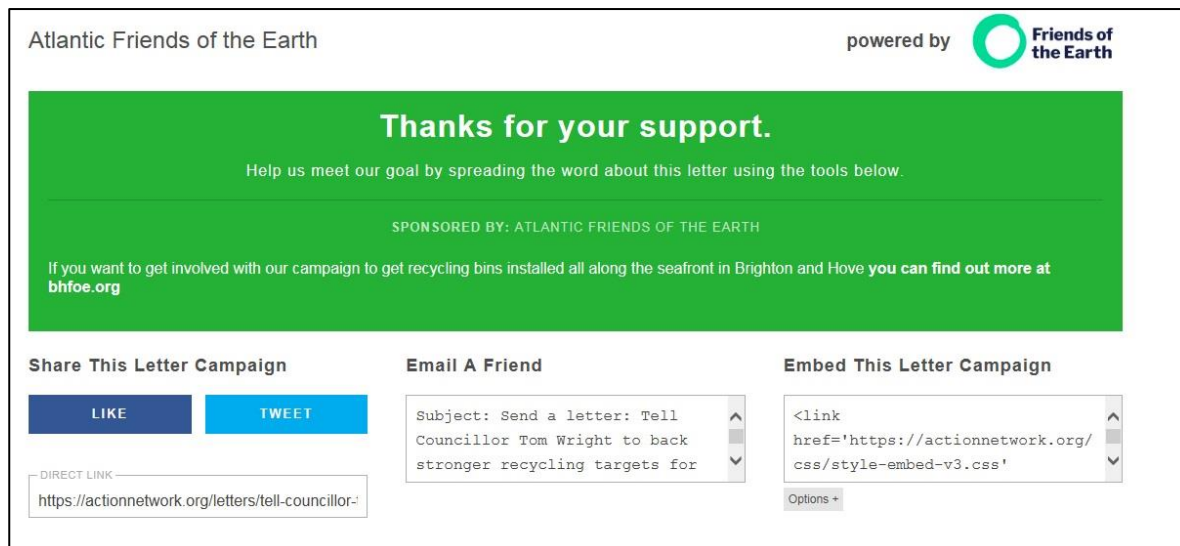 Atlantic Friends of the Earth
powered by
Friends of
the Earth
Thanks for your support.
Help us meet our goal by spreading the word about this letter using the tools below.
SPONSORED BY: ATLANTIC FRIENDS OF THE EARTH
If you want to get involved with our campaign to get recycling bins installed all along the seafront in Brighton and Hove you can find out more at
bhfoe.org
Share This Letter Campaign
LIKE
TWEET
DIRECT LINK
https://actionnetwork.org/letters/tell-councillor-
Email A Friend
Subject: Send a letter: Tell
Councillor Tom Wright to back
stronger recycling targets for
Embed This Letter Campaign
<link
href='https://actionnetwork.org/
css/style-embed-v3.css'
Options +